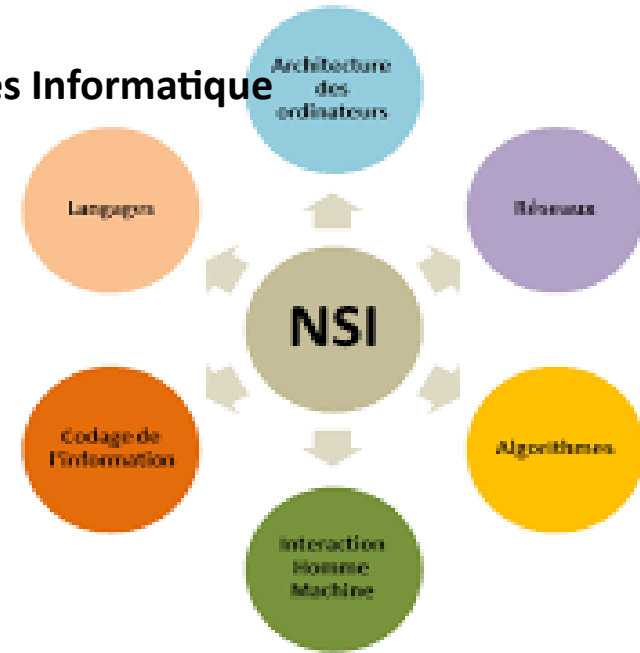 es Informatique
Architecture
des
ordinateurs
Langages
Réseaux
NSI
Codage de
l'information
Algorithmes
Interaction
Homme
Machine